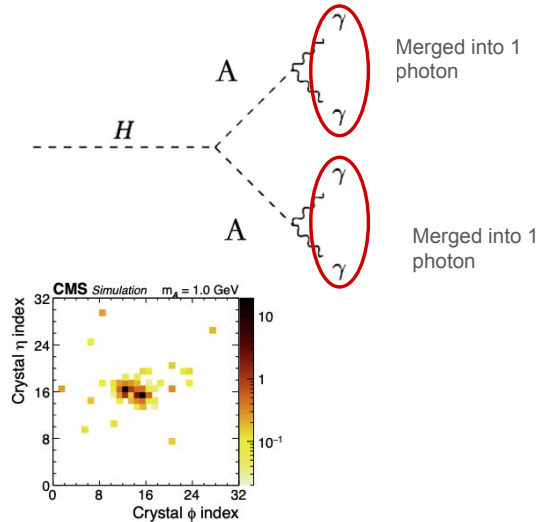 γ
Merged into 1
photon
A
γ
H
γ
A
Merged into 1
photon
γ
CMS Simulation m_A = 1.0 GeV
Crystal η index
32
24
16
8
0
0 8 16 24 32
Crystal ϕ index
10
1
10⁻¹